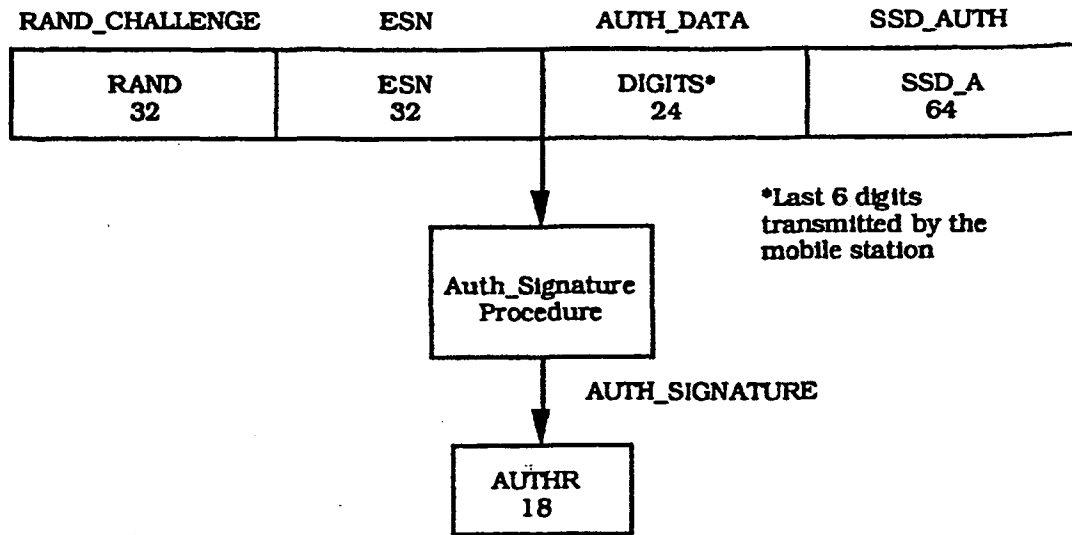 RAND_CHALLENGE ESN AUTH_DATA SSD_AUTH
RAND ESN DIGITS* SSD_A
32 32 24 64
*Last 6 digits
transmitted by the
mobile station
Auth_Signature
Procedure
AUTH_SIGNATURE
AUTHR
18